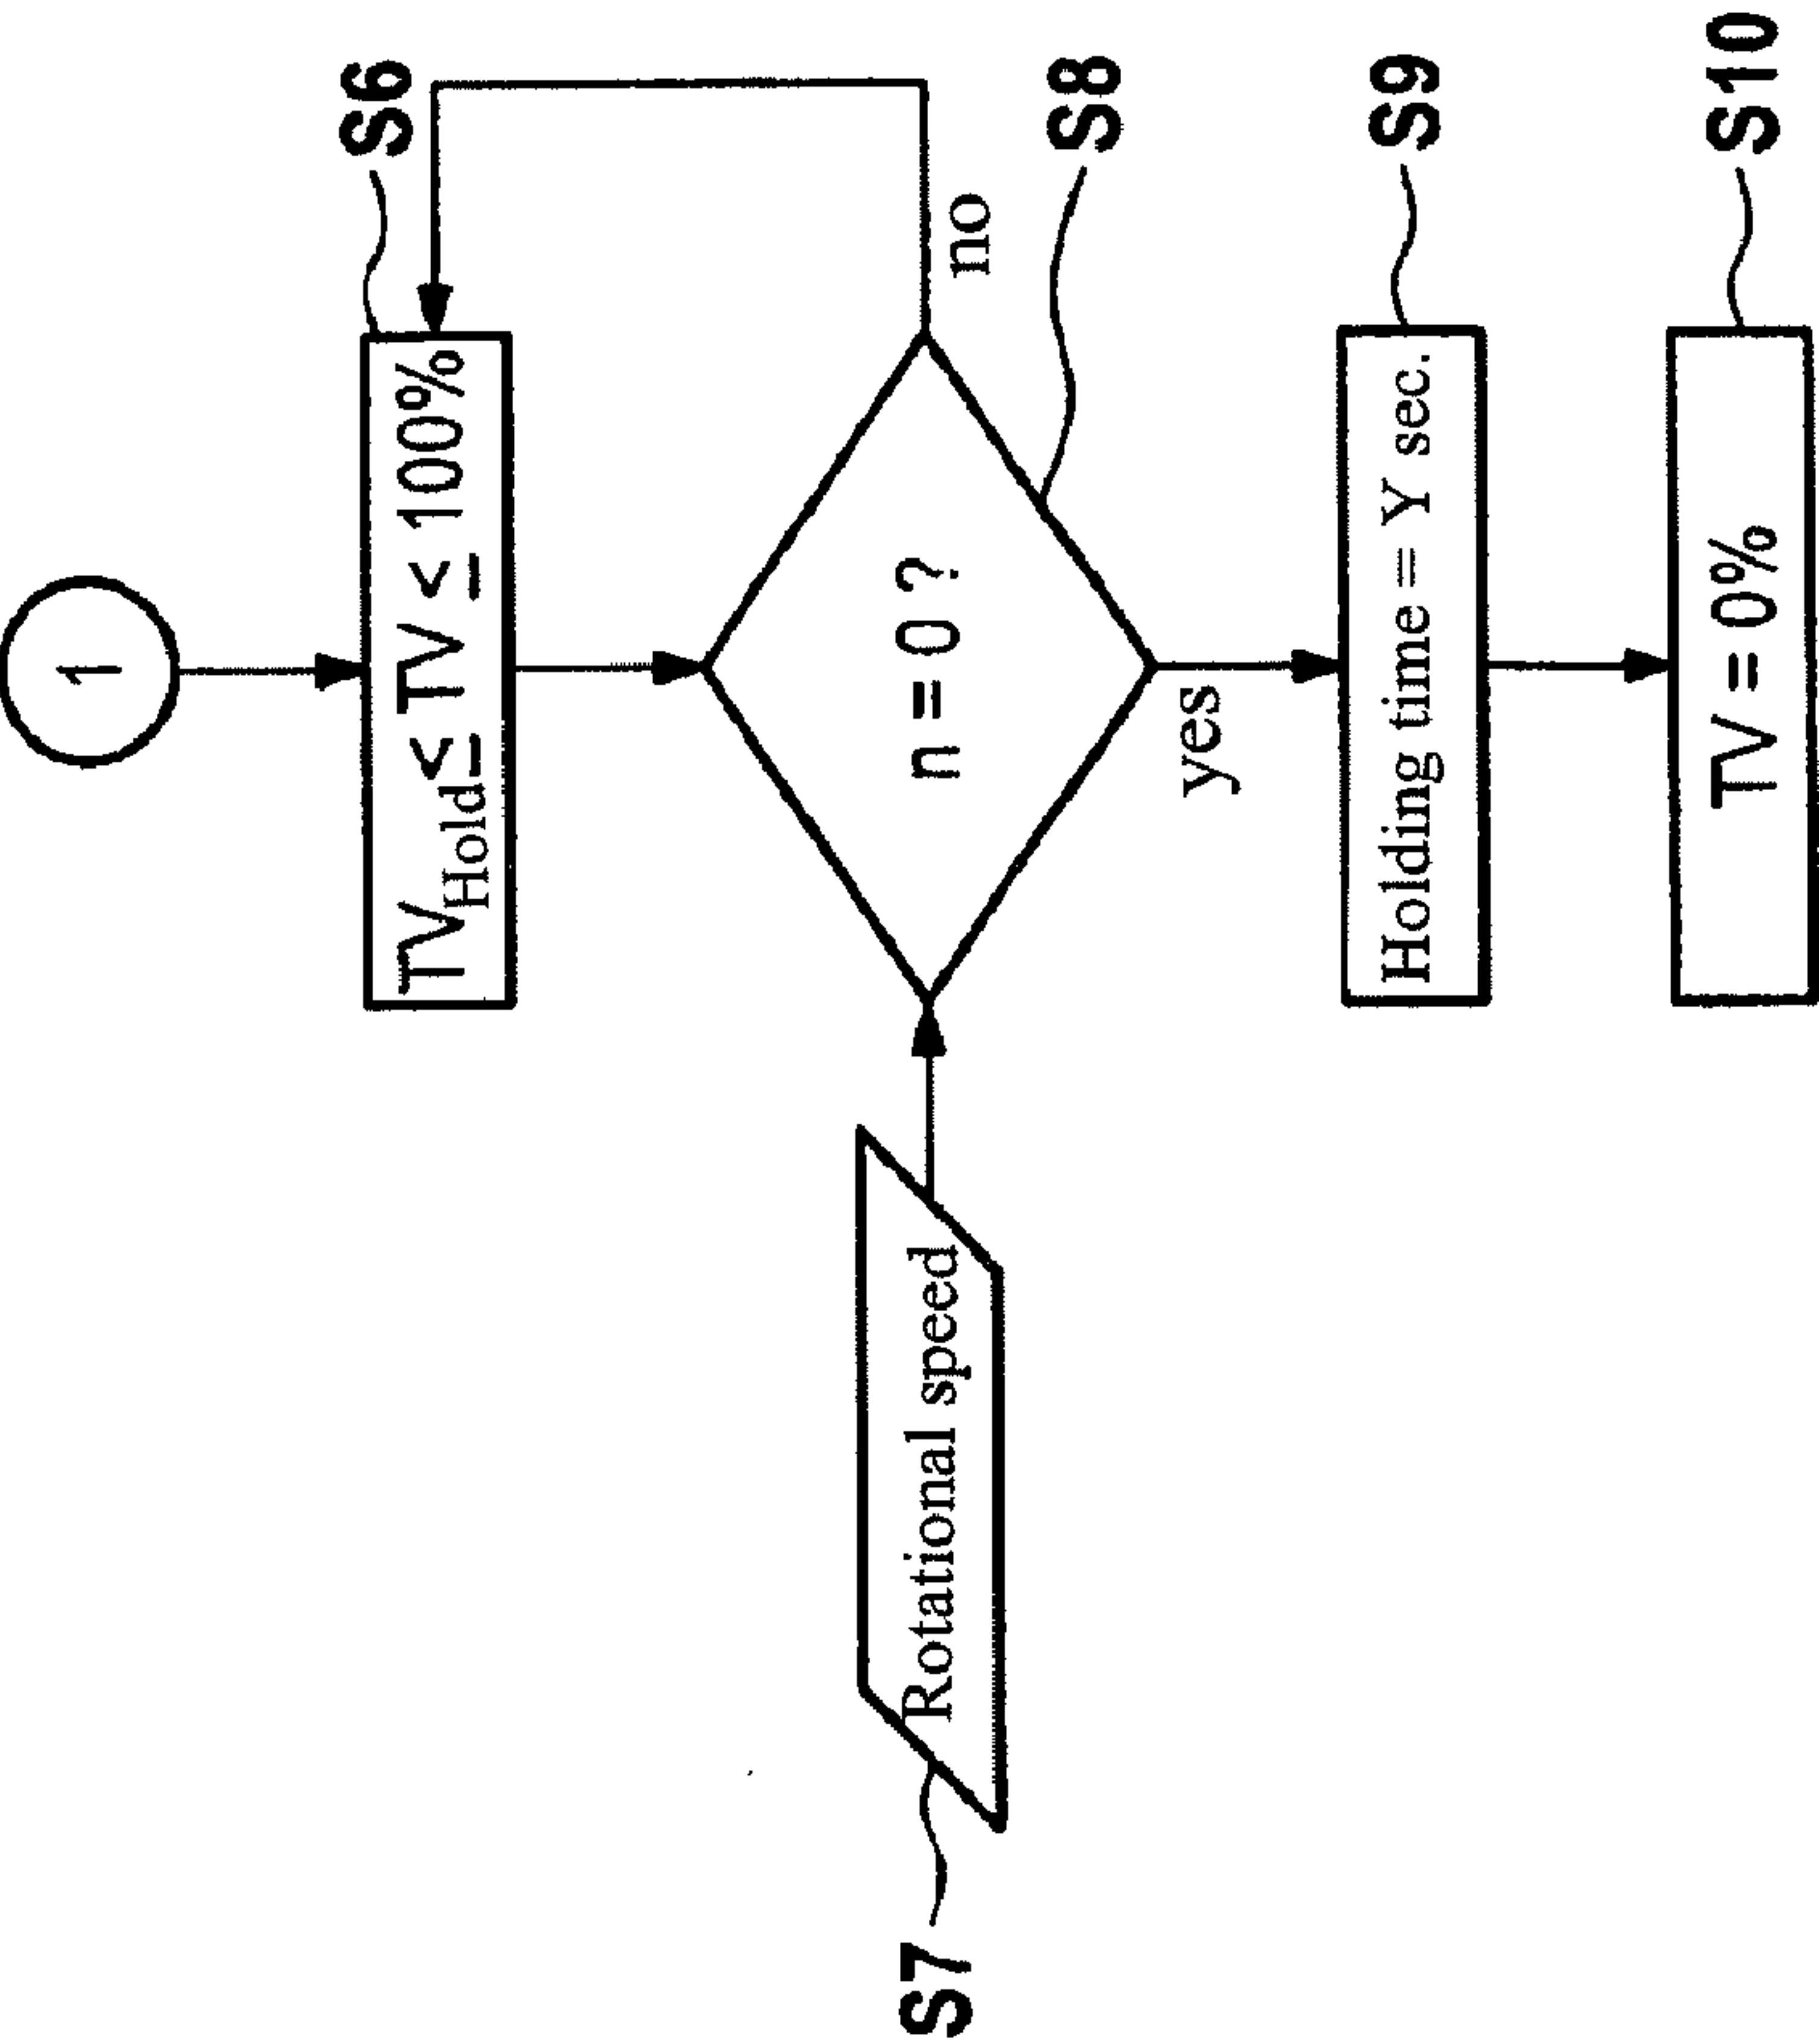 1
S6
TV_Hold ≤ TV ≤ 100%
S7
Rotational speed
n = 0 ?
no
S8
yes
Holding time = Y sec.
S9
TV = 0%
S10